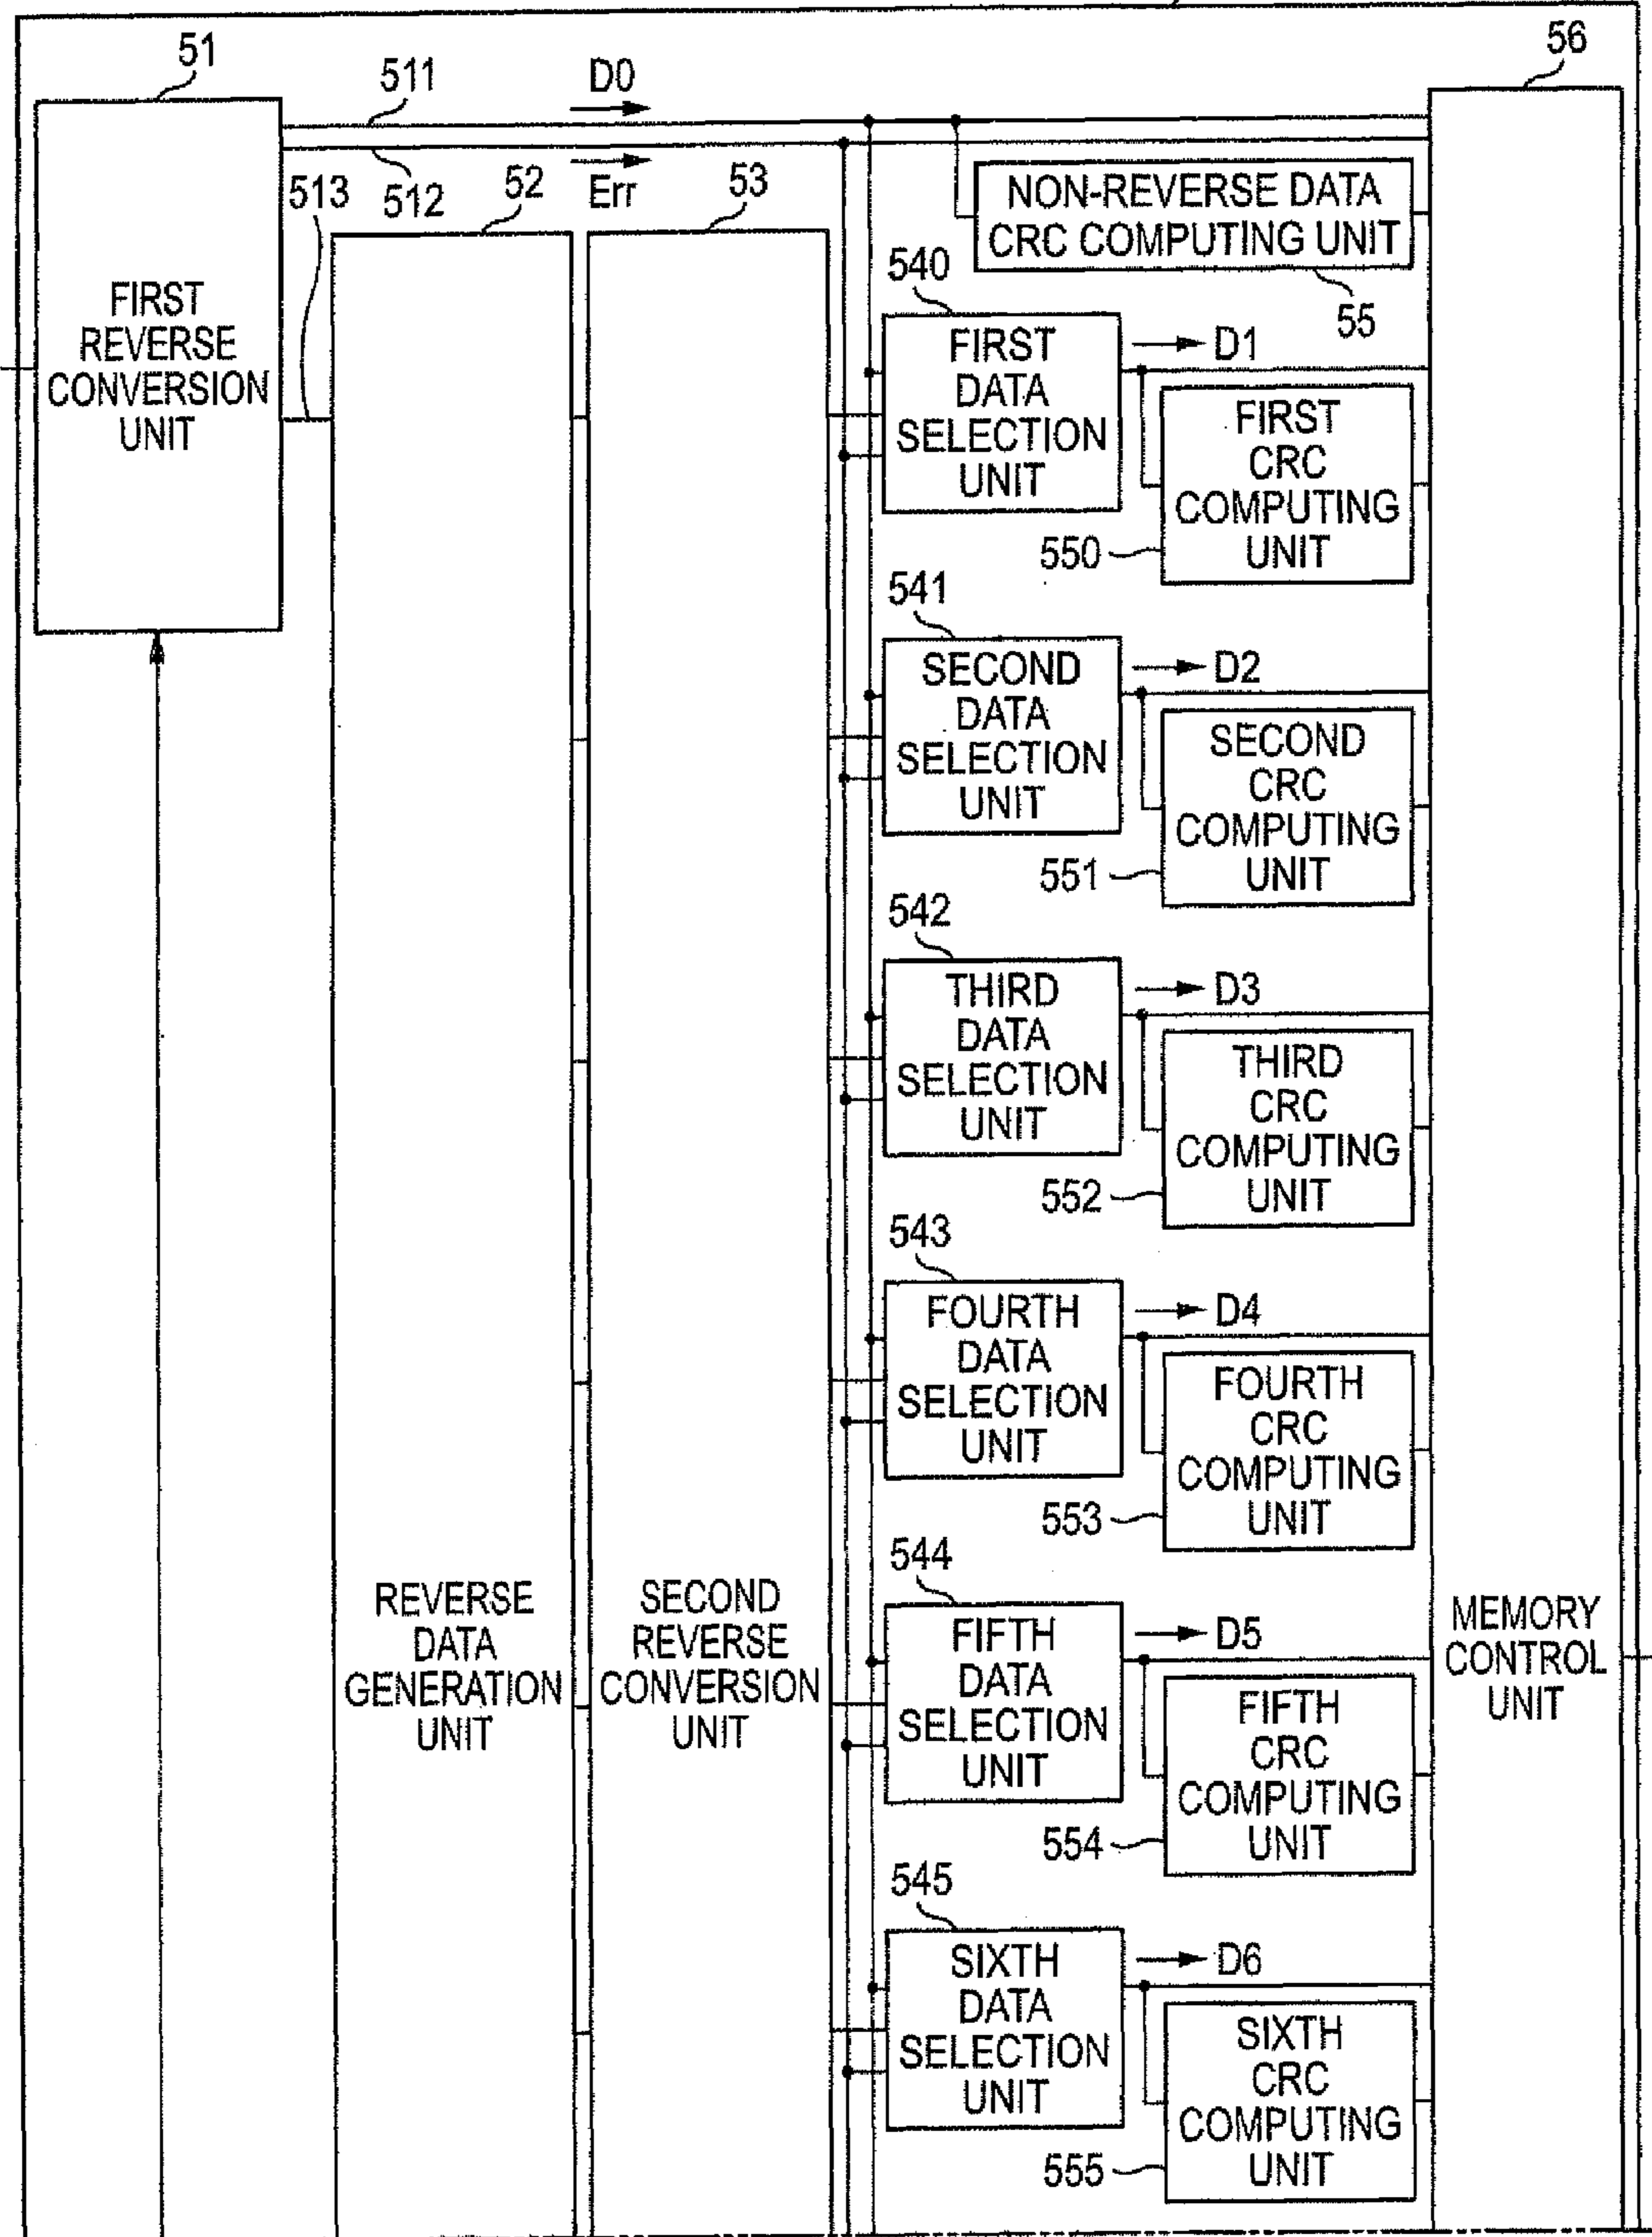 51
56
511
D0
513
512
Err
52
53
FIRST
REVERSE
CONVERSION
UNIT
NON-REVERSE DATA
CRC COMPUTING UNIT
55
540
FIRST
DATA
SELECTION
UNIT
D1
FIRST
CRC
COMPUTING
UNIT
550
541
SECOND
DATA
SELECTION
UNIT
D2
SECOND
CRC
COMPUTING
UNIT
551
542
THIRD
DATA
SELECTION
UNIT
D3
THIRD
CRC
COMPUTING
UNIT
552
543
FOURTH
DATA
SELECTION
UNIT
D4
FOURTH
CRC
COMPUTING
UNIT
553
REVERSE
DATA
GENERATION
UNIT
SECOND
REVERSE
CONVERSION
UNIT
544
FIFTH
DATA
SELECTION
UNIT
D5
FIFTH
CRC
COMPUTING
UNIT
554
MEMORY
CONTROL
UNIT
545
SIXTH
DATA
SELECTION
UNIT
D6
SIXTH
CRC
COMPUTING
UNIT
555